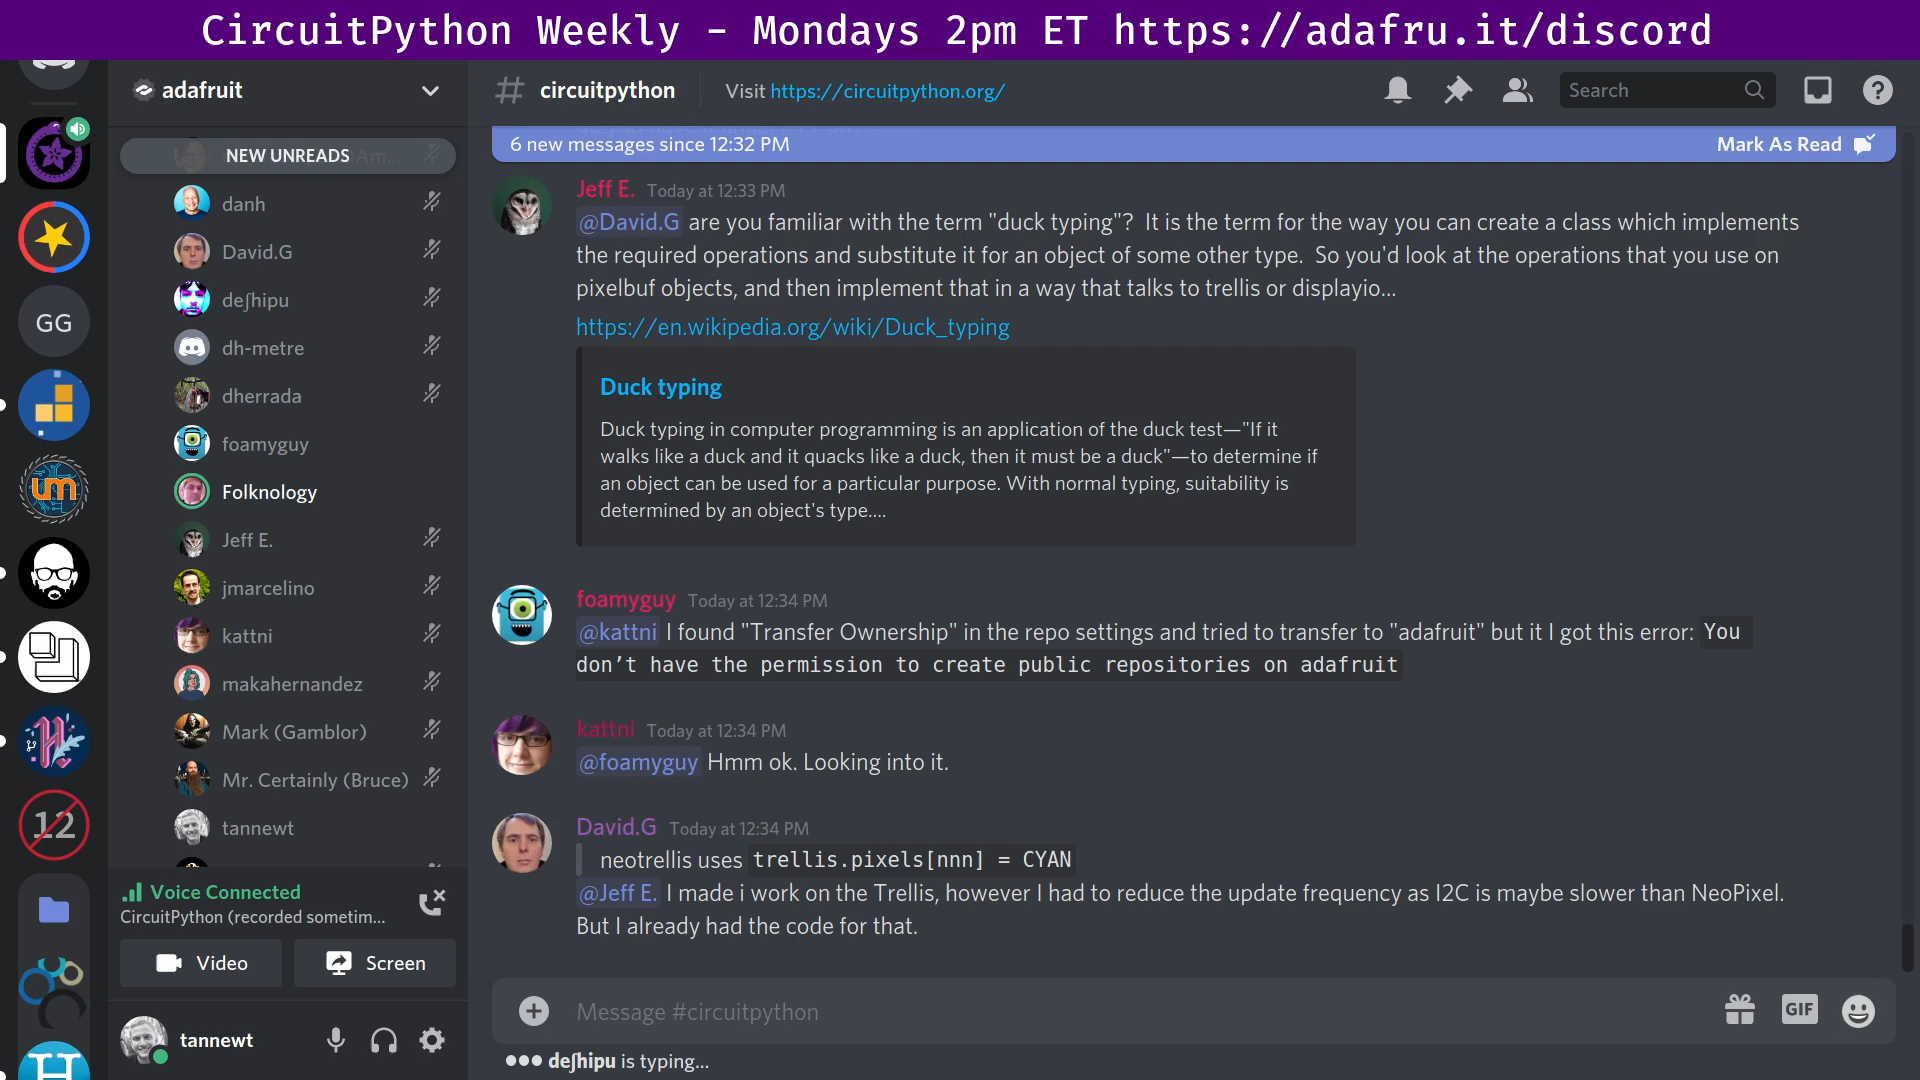 CircuitPython Weekly – Mondays 2pm ET https://adafru.it/discord
adafruit
# circuitpython
Visit https://circuitpython.org/
Search
NEW UNREADS
6 new messages since 12:32 PM
Mark As Read
danh
David.G
deʃhipu
dh-metre
dherrada
foamyguy
Folknology
Jeff E.
jmarcelino
kattni
makahernandez
Mark (Gamblor)
Mr. Certainly (Bruce)
tannewt
GG
um
12
H
Voice Connected
CircuitPython (recorded sometim...
Video
Screen
tannewt
Jeff E. Today at 12:33 PM
@David.G are you familiar with the term "duck typing"? It is the term for the way you can create a class which implements
the required operations and substitute it for an object of some other type. So you'd look at the operations that you use on
pixelbuf objects, and then implement that in a way that talks to trellis or displayio...
https://en.wikipedia.org/wiki/Duck_typing
Duck typing
Duck typing in computer programming is an application of the duck test—"If it
walks like a duck and it quacks like a duck, then it must be a duck"—to determine if
an object can be used for a particular purpose. With normal typing, suitability is
determined by an object's type....
foamyguy Today at 12:34 PM
@kattni I found "Transfer Ownership" in the repo settings and tried to transfer to "adafruit" but it I got this error: You
don’t have the permission to create public repositories on adafruit
kattni Today at 12:34 PM
@foamyguy Hmm ok. Looking into it.
David.G Today at 12:34 PM
neotrellis uses trellis.pixels[nnn] = CYAN
@Jeff E. I made i work on the Trellis, however I had to reduce the update frequency as I2C is maybe slower than NeoPixel.
But I already had the code for that.
Message #circuitpython
GIF
deʃhipu is typing...